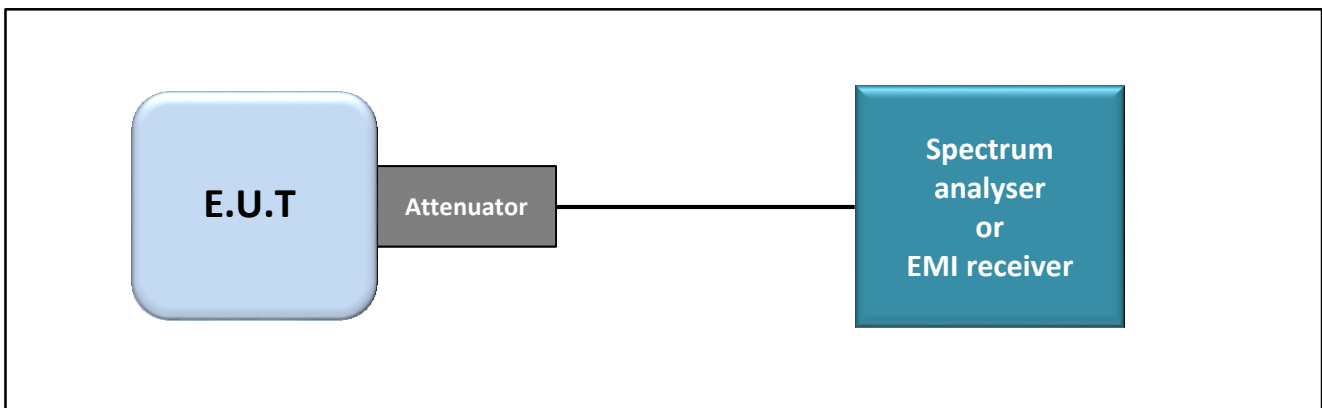 E.U.T
Attenuator
Spectrum
analyser
or
EMI receiver